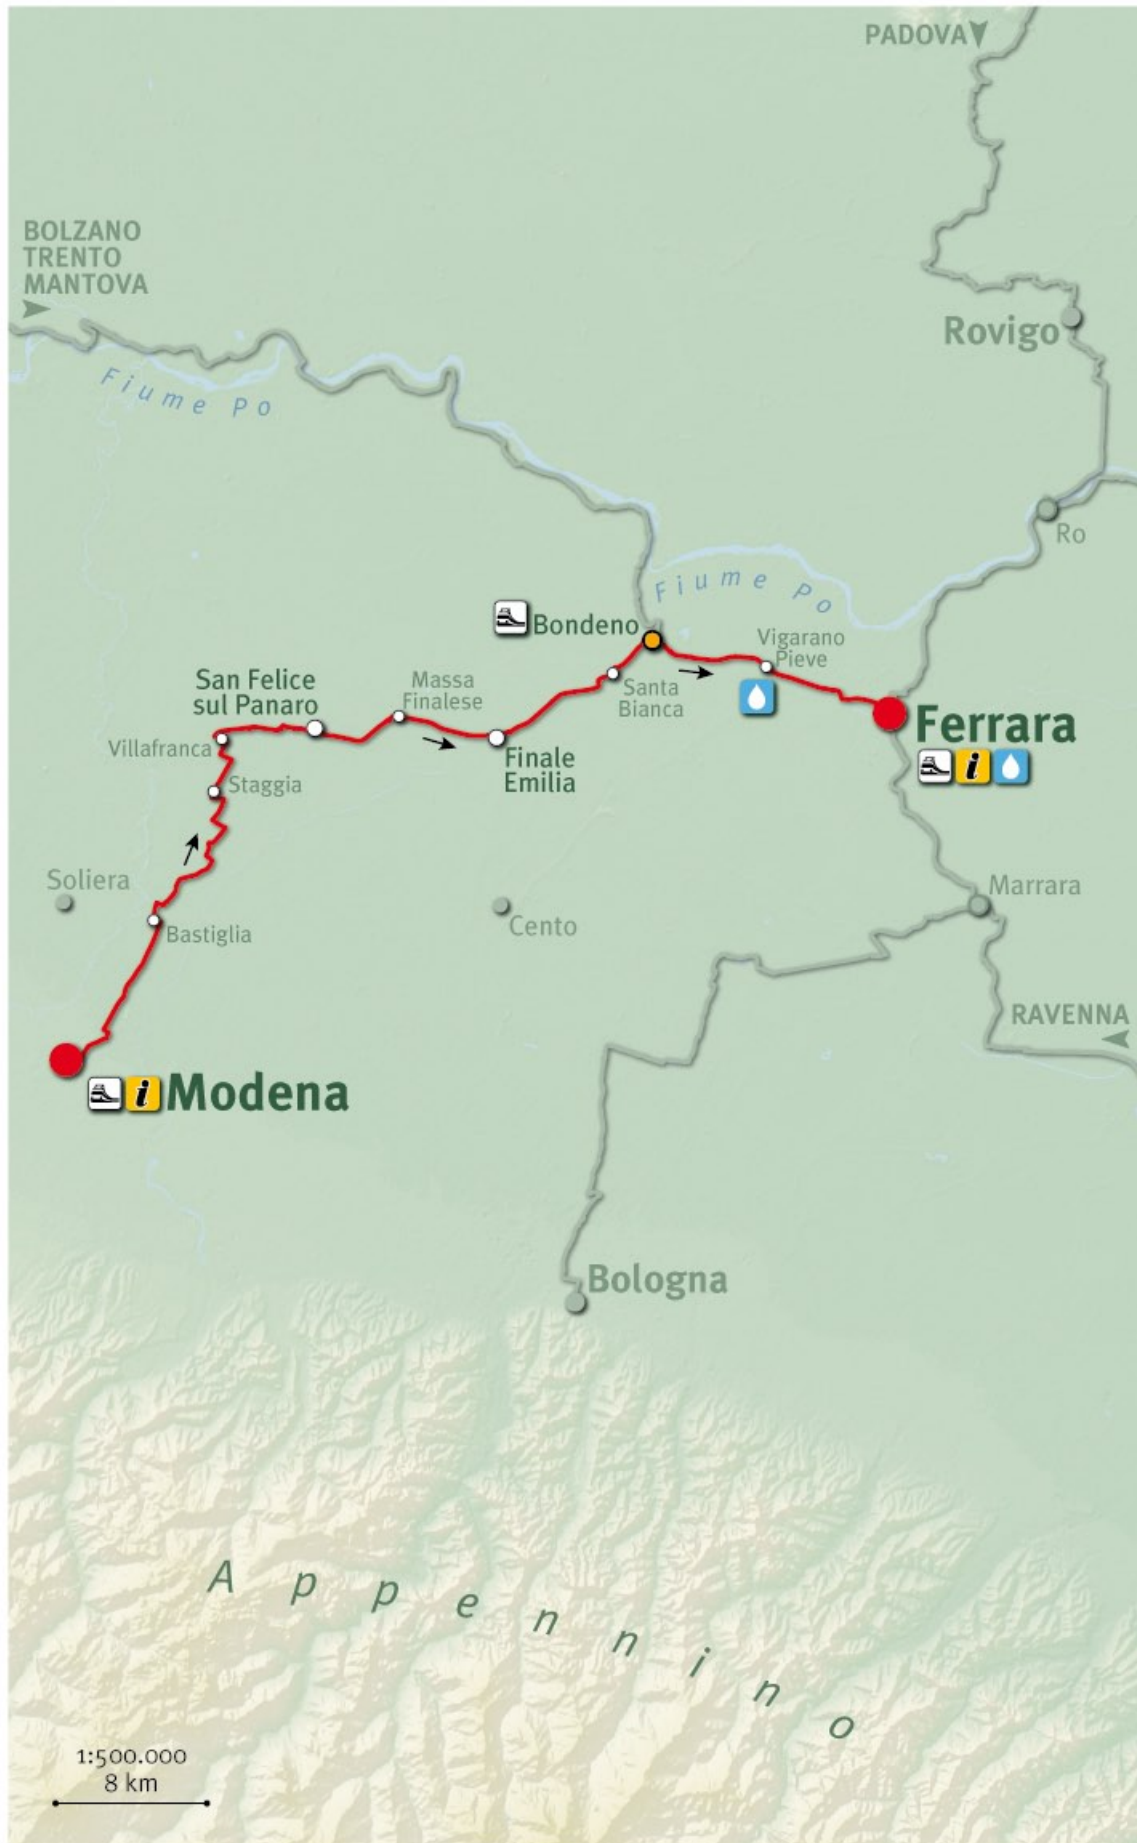 PADOVA
BOLZANO
TRENTO
MANTOVA
Rovigo
Fiume Po
Ro
Fiume Po
Bondeno
Vigarano
Pieve
San Felice
sul Panaro
Massa
Finalese
Santa
Bianca
Ferrara
Villafranca
Finale
Emilia
Staggia
i
Soliera
Marrara
Cento
Bastiglia
RAVENNA
i
Modena
Bologna
Appennino
1:500.000
8 km